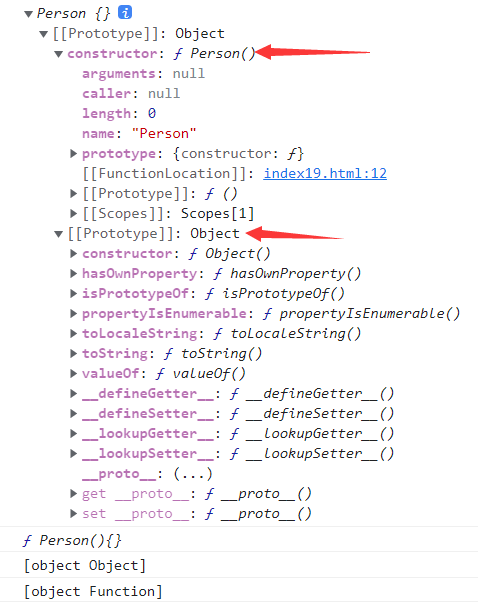 Person {} i
[[Prototype]]: Object
constructor: ƒ Person()
arguments: null
caller: null
length: 0
name: "Person"
prototype: {constructor: ƒ}
[[FunctionLocation]]: index19.html:12
[[Prototype]]: ƒ ()
[[Scopes]]: Scopes[1]
[[Prototype]]: Object
constructor: ƒ Object()
hasOwnProperty: ƒ hasOwnProperty()
isPrototypeOf: ƒ isPrototypeOf()
propertyIsEnumerable: ƒ propertyIsEnumerable()
toLocaleString: ƒ toLocaleString()
toString: ƒ toString()
valueOf: ƒ valueOf()
__defineGetter__: ƒ __defineGetter__()
__defineSetter__: ƒ __defineSetter__()
__lookupGetter__: ƒ __lookupGetter__()
__lookupSetter__: ƒ __lookupSetter__()
__proto__: (...)
get __proto__: ƒ __proto__()
set __proto__: ƒ __proto__()
ƒ Person(){}
[object Object]
[object Function]